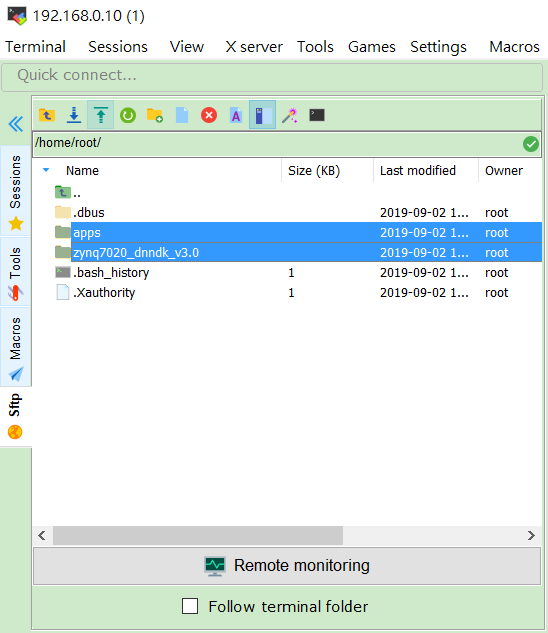 192.168.0.10 (1)
Terminal Sessions View X server Tools Games Settings Macros
Quick connect...
/home/root/
Name Size (KB) Last modified Owner
..
.dbus 2019-09-02 1... root
apps 2019-09-02 1... root
zynq7020_dnndk_v3.0 2019-09-02 1... root
.bash_history 1 2019-09-02 1... root
.Xauthority 1 2019-09-02 1... root
Sessions
Tools
Macros
Sftp
Remote monitoring
Follow terminal folder